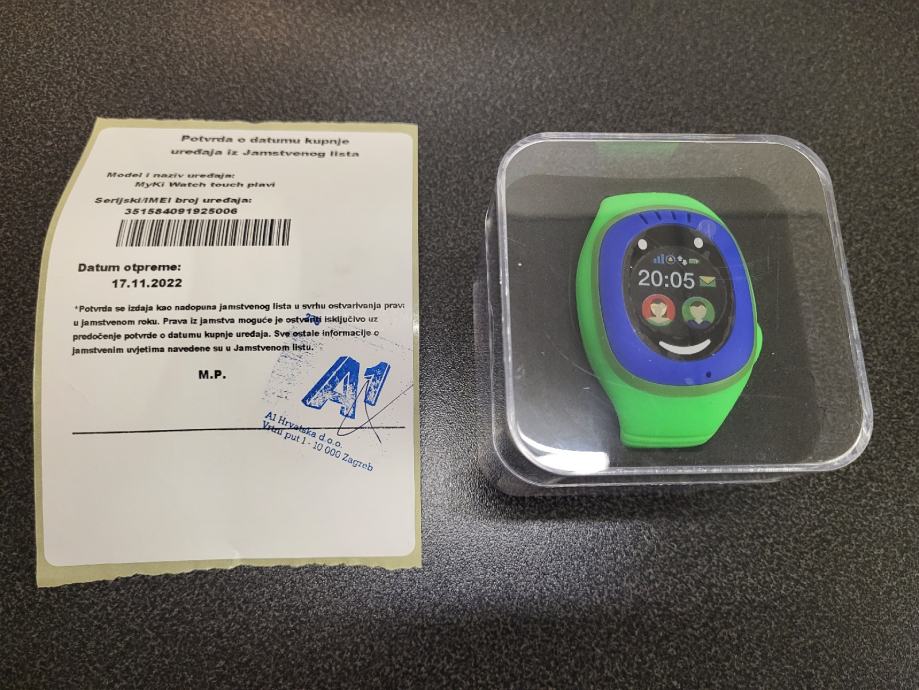 Potvrda o datumu kupnje
uređaja iz Jamstvenog lista
Model i naziv uređaja:
MyKi Watch touch plavi
Serijski/IMEI broj uređaja:
351584091925006
Datum otpreme:
17.11.2022
*Potvrda se izdaja kao nadopuna jamstvenog lista u svrhu ostvarivanja prava
u jamstvenom roku. Prava iz jamstva moguće je ostvariti isključivo uz
predočenje potvrde o datumu kupnje uređaja. Sve ostale informacije o
jamstvenim uvjetima navedene su u Jamstvenom listu.
M.P.
A1
A1 Hrvatska d.o.o.
Vrtni put 1 - 10 000 Zagreb
20:05